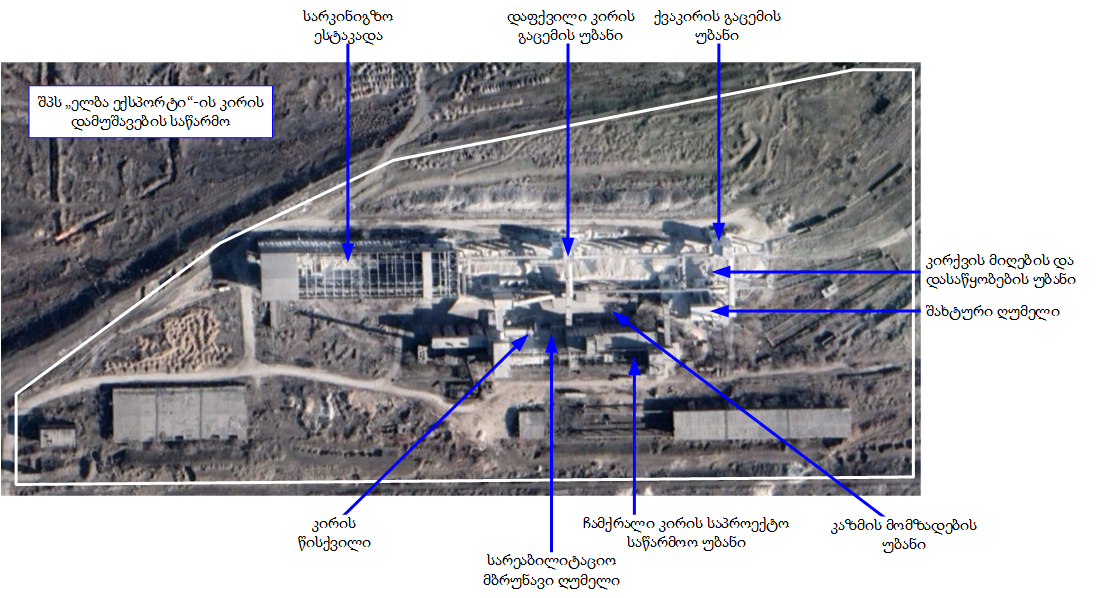 სარკინიგზო
ესტაკადა
დაფქვილი კირის
გაცემის უბანი
ქვაკირის გაცემის
უბანი
შპს „ელბა ექსპორტი“-ის კირის
დამუშავების საწარმო
კირქვის მიღების და
დასაწყობების უბანი
შახტური ღუმელი
კირის
წისქვილი
სარეაბილიტაციო
მბრუნავი ღუმელი
ჩამქრალი კირის საპროექტო
საწარმოო უბანი
კაზმის მომზადების
უბანი